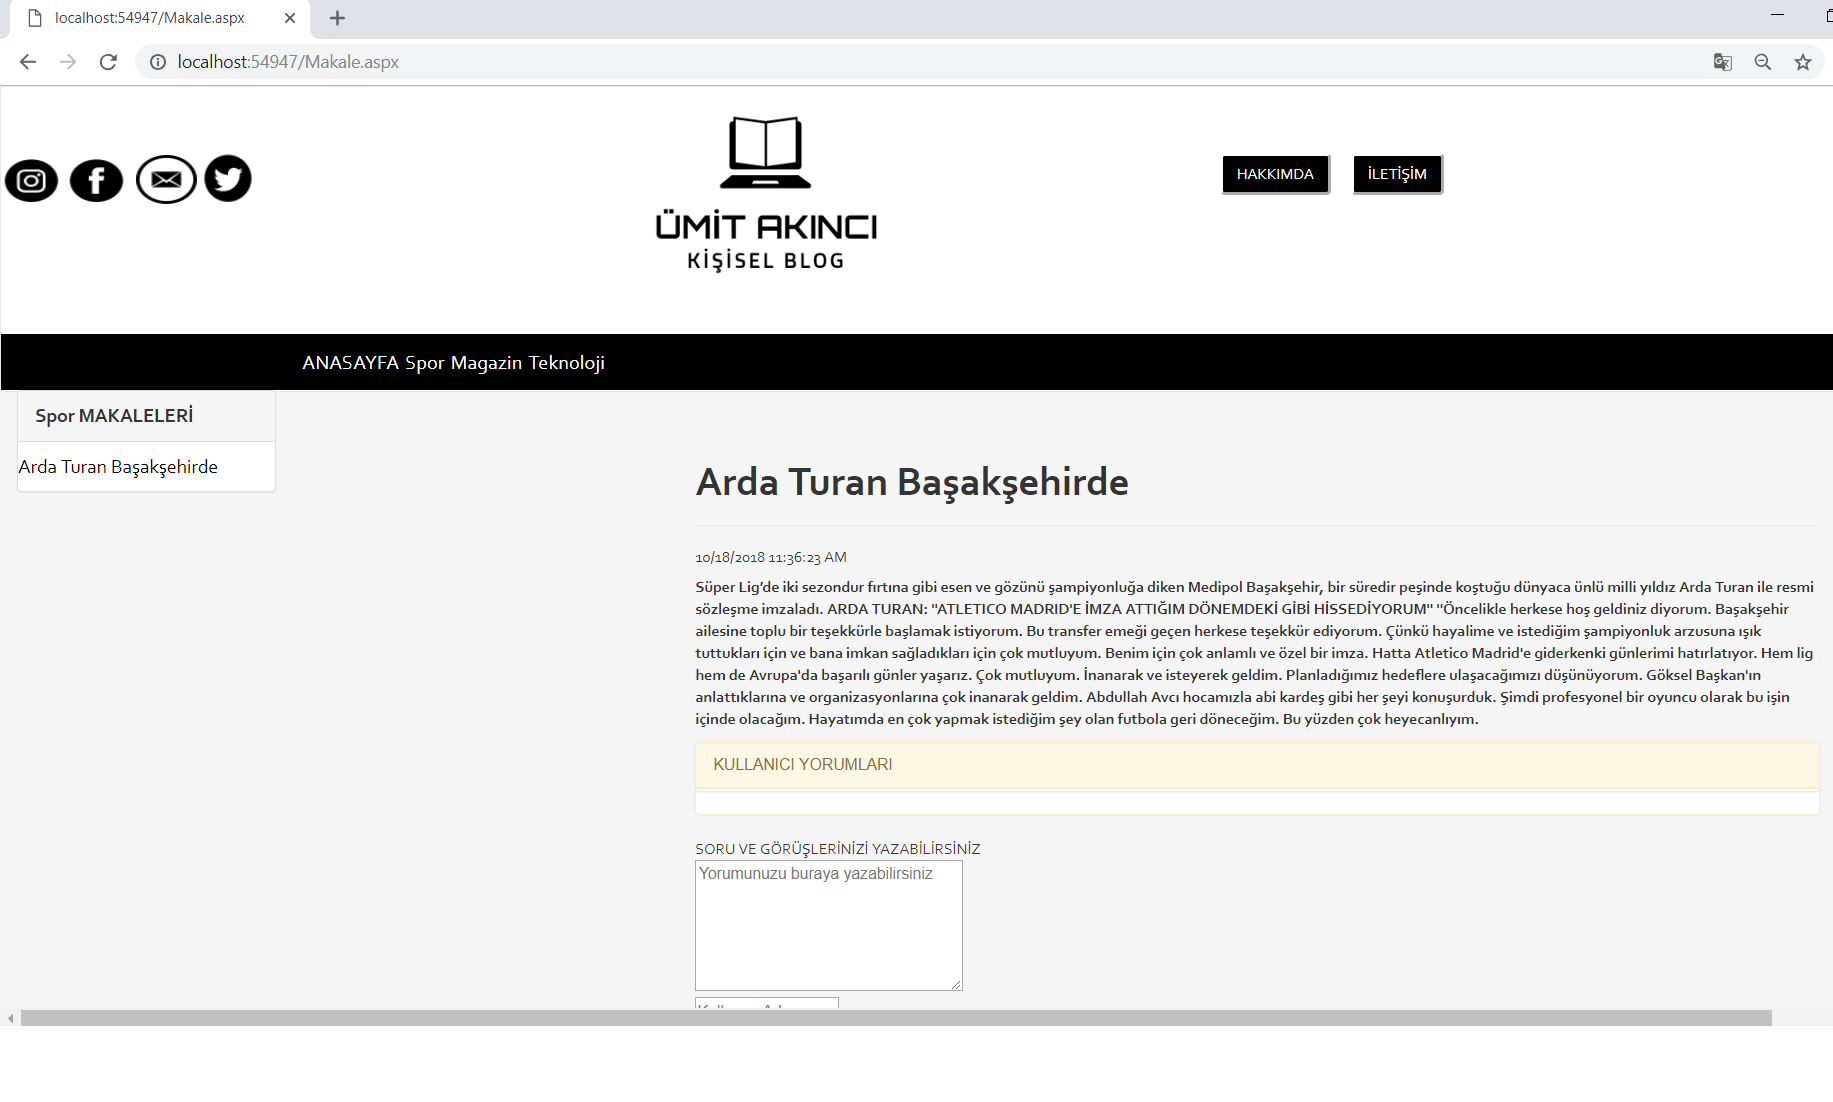 localhost:54947/Makale.aspx
localhost:54947/Makale.aspx
ÜMİT AKINCI
KİŞİSEL BLOG
HAKKIMDA
İLETİŞİM
ANASAYFA Spor Magazin Teknoloji
Spor MAKALELERİ
Arda Turan Başakşehirde
Arda Turan Başakşehirde
10/18/2018 11:36:23 AM
Süper Lig’de iki sezondur fırtına gibi esen ve gözünü şampiyonluğa diken Medipol Başakşehir, bir süredir peşinde koştuğu dünyaca ünlü milli yıldız Arda Turan ile resmi
sözleşme imzaladı. ARDA TURAN: "ATLETICO MADRID'E İMZA ATTIĞIM DÖNEMDEKİ GİBİ HİSSEDİYORUM" "Öncelikle herkese hoş geldiniz diyorum. Başakşehir
ailesine toplu bir teşekkürle başlamak istiyorum. Bu transfer emeği geçen herkese teşekkür ediyorum. Çünkü hayalime ve istediğim şampiyonluk arzusuna ışık
tuttukları için ve bana imkan sağladıkları için çok mutluyum. Benim için çok anlamlı ve özel bir imza. Hatta Atletico Madrid'e giderkenki günlerimi hatırlatıyor. Hem lig
hem de Avrupa'da başarılı günler yaşarız. Çok mutluyum. İnanarak ve isteyerek geldim. Planladığımız hedeflere ulaşacağımızı düşünüyorum. Göksel Başkan'ın
anlattıklarına ve organizasyonlarına çok inanarak geldim. Abdullah Avcı hocamızla abi kardeş gibi her şeyi konuşurduk. Şimdi profesyonel bir oyuncu olarak bu işin
içinde olacağım. Hayatımda en çok yapmak istediğim şey olan futbola geri döneceğim. Bu yüzden çok heyecanlıyım.
KULLANICI YORUMLARI
SORU VE GÖRÜŞLERİNİZİ YAZABİLİRSİNİZ
Yorumunuzu buraya yazabilirsiniz